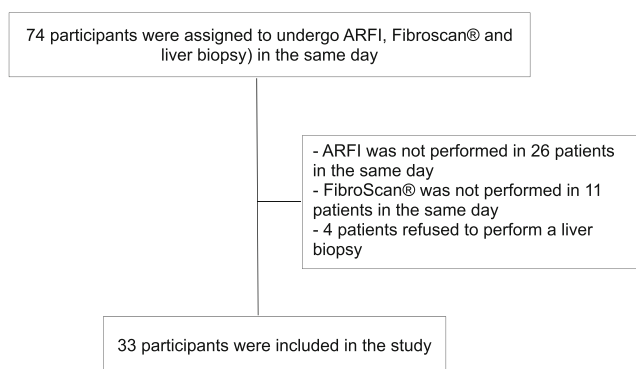 74 participants were assigned to undergo ARFI, Fibroscan® and
liver biopsy) in the same day
- ARFI was not performed in 26 patients
in the same day
- FibroScan® was not performed in 11
patients in the same day
- 4 patients refused to perform a liver
biopsy
33 participants were included in the study